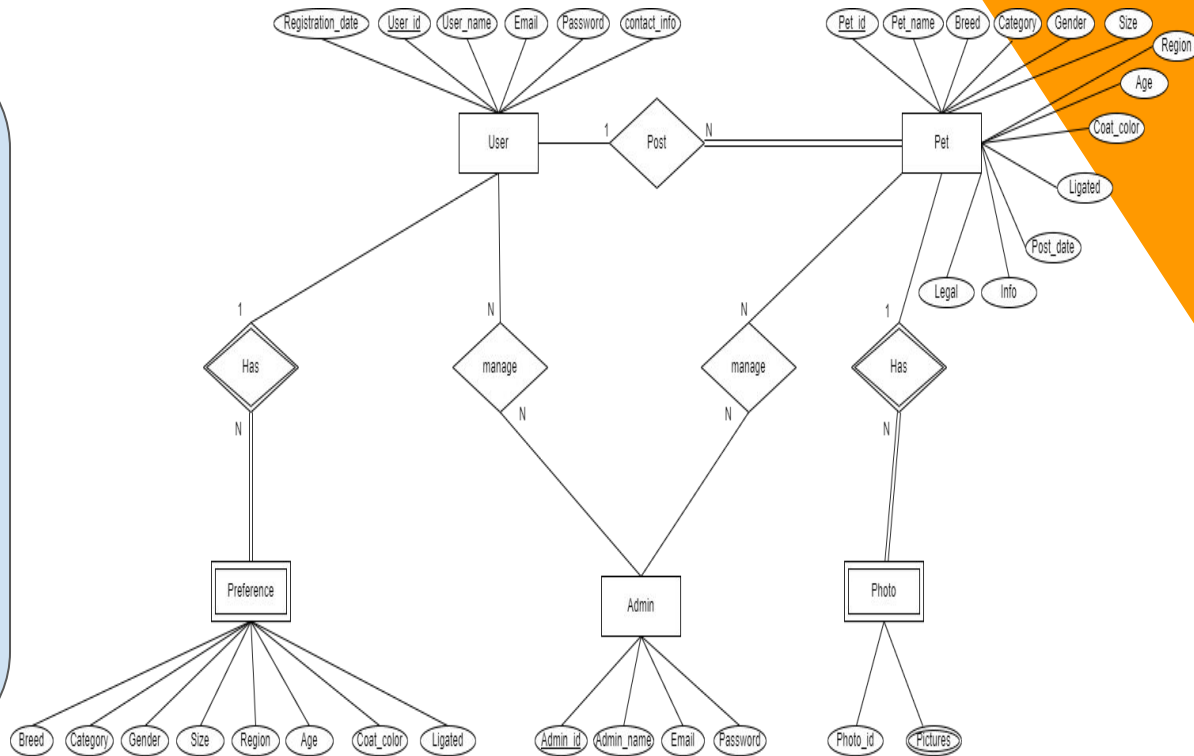 Registration_date
User_id
User_name
Email
Password
contact_info
Pet_id
Pet_name
Breed
Category
Gender
Size
Region
Age
Coat_color
Ligated
Post_date
Info
Legal
User
1
Post
N
Pet
1
N
N
1
Has
manage
manage
Has
N
N
N
N
Preference
Admin
Photo
Breed
Category
Gender
Size
Region
Age
Coat_color
Ligated
Admin_id
Admin_name
Email
Password
Photo_id
Pictures